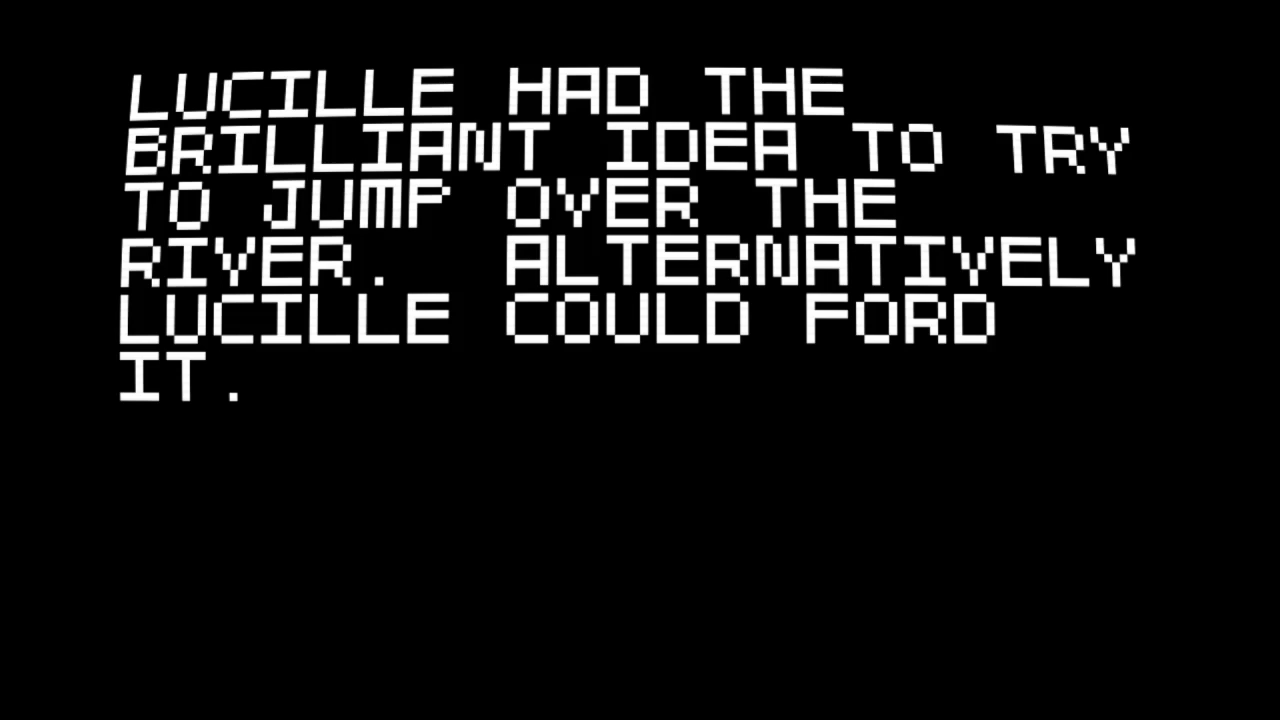 LUCILLE HAD THE
BRILLIANT IDEA TO TRY
TO JUMP OVER THE
RIVER.  ALTERNATIVELY
LUCILLE COULD FORD
IT.